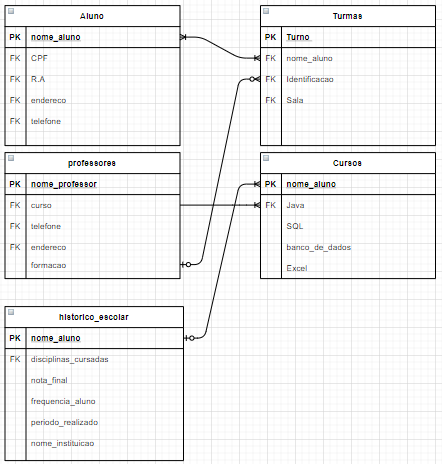 Aluno
PK nome_aluno
FK CPF
FK R.A
FK endereco
FK telefone
Turmas
PK Turno
FK nome_aluno
FK Identificacao
FK Sala
professores
PK nome_professor
FK curso
FK telefone
FK endereco
formacao
Cursos
PK nome_aluno
FK Java
SQL
banco_de_dados
Excel
historico_escolar
PK nome_aluno
FK disciplinas_cursadas
nota_final
frequencia_aluno
periodo_realizado
nome_instituicao